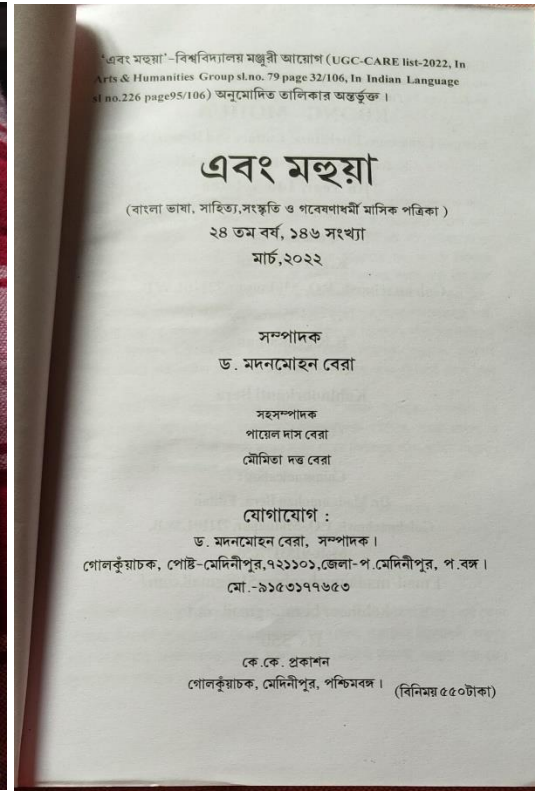 'এবং মহুয়া'-বিশ্ববিদ্যালয় মঞ্জুরী আয়োগ (UGC-CARE list-2022, In
Arts & Humanities Group sl.no. 79 page 32/106, In Indian Language
sl no.226 page95/106) অনুমোদিত তালিকার অন্তর্ভুক্ত ।
এবং মহুয়া
(বাংলা ভাষা, সাহিত্য,সংস্কৃতি ও গবেষণাধর্মী মাসিক পত্রিকা )
২৪ তম বর্ষ, ১৪৬ সংখ্যা
মার্চ,২০২২
সম্পাদক
ড. মদনমোহন বেরা
সহসম্পাদক
পায়েল দাস বেরা
মৌমিতা দত্ত বেরা
যোগাযোগ :
ড. মদনমোহন বেরা, সম্পাদক।
গোলকুঁয়াচক, পোষ্ট-মেদিনীপুর,৭২১১০১,জেলা-প.মেদিনীপুর, প.বঙ্গ।
মো.-৯১৫৩১৭৭৬৫৩
কে.কে. প্রকাশন
গোলকুঁয়াচক, মেদিনীপুর, পশ্চিমবঙ্গ।
(বিনিময় ৫৫০টাকা)